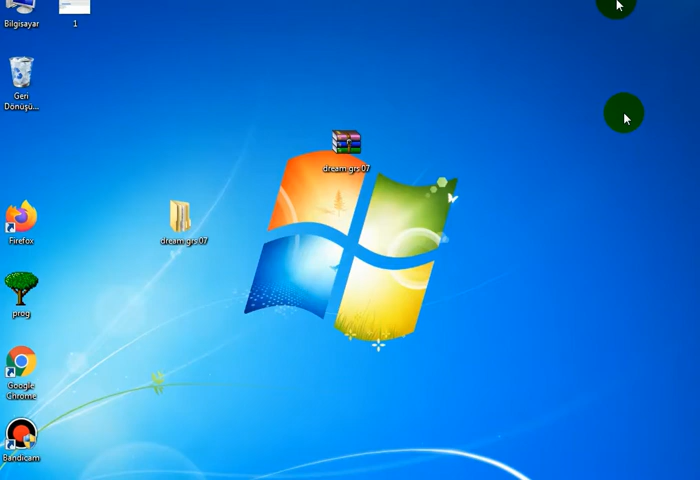 Bilgisayar
1
Geri
Dönüşü...
dream grs 07
dream grs 07
Firefox
prog
Google
Chrome
Bandicam